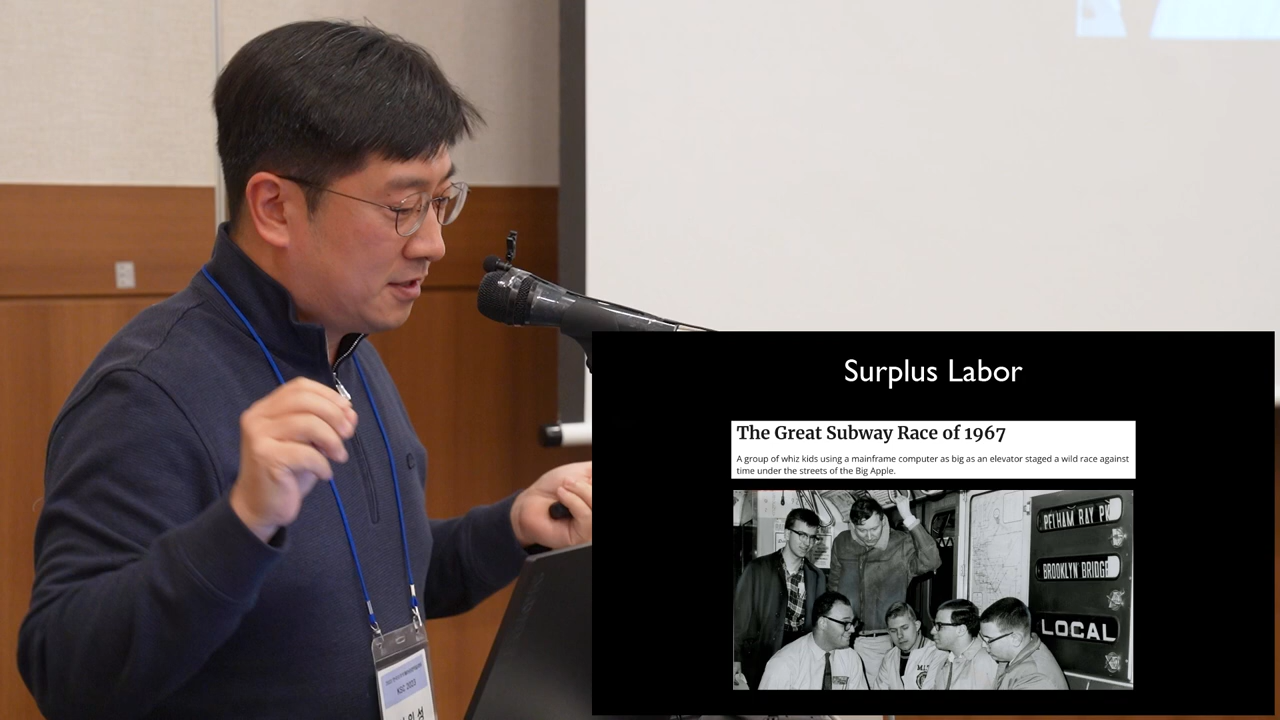 Surplus Labor
The Great Subway Race of 1967
A group of whiz kids using a mainframe computer as big as an elevator staged a wild race against
time under the streets of the Big Apple.
PELHAM BAY PK
BROOKLYN BRIDGE
LOCAL
KSC 2023